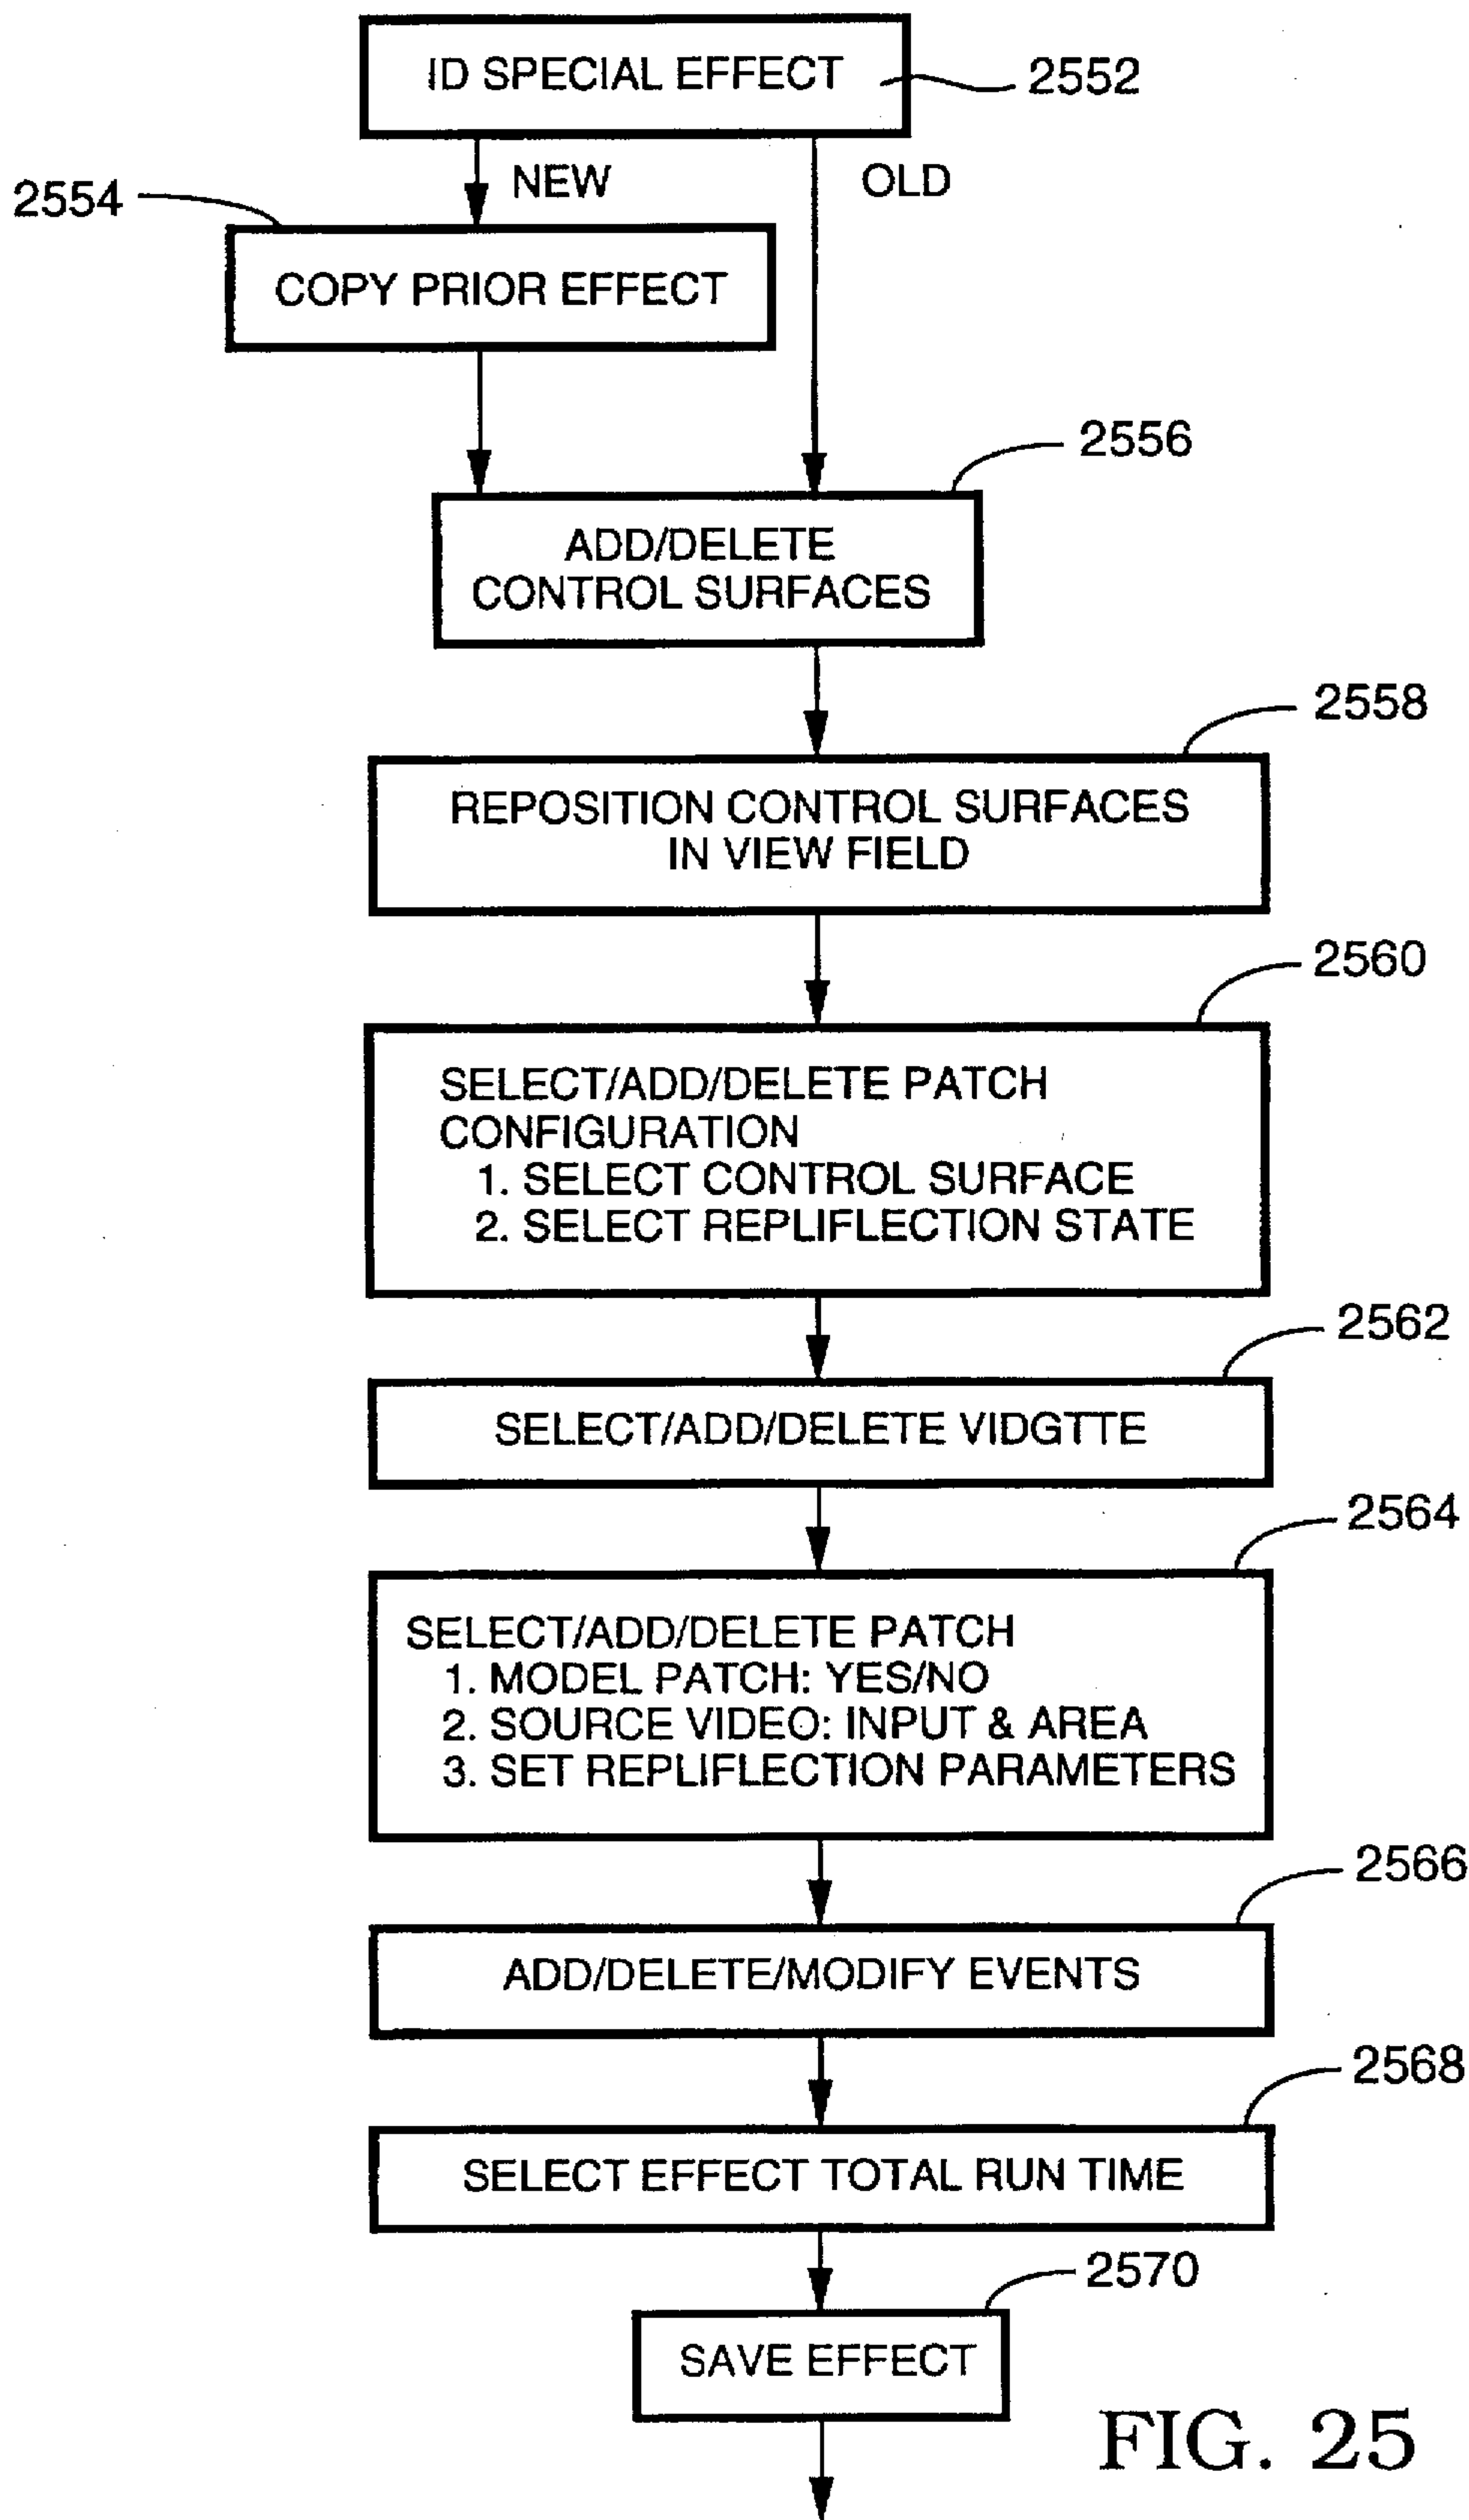 ID SPECIAL EFFECT
2552
NEW
OLD
2554
COPY PRIOR EFFECT
2556
ADD/DELETE
CONTROL SURFACES
2558
REPOSITION CONTROL SURFACES
IN VIEW FIELD
2560
SELECT/ADD/DELETE PATCH
CONFIGURATION
1. SELECT CONTROL SURFACE
2. SELECT REPLIFLECTION STATE
2562
SELECT/ADD/DELETE VIDGTTE
2564
SELECT/ADD/DELETE PATCH
1. MODEL PATCH: YES/NO
2. SOURCE VIDEO: INPUT & AREA
3. SET REPLIFLECTION PARAMETERS
2566
ADD/DELETE/MODIFY EVENTS
2568
SELECT EFFECT TOTAL RUN TIME
2570
SAVE EFFECT
FIG. 25